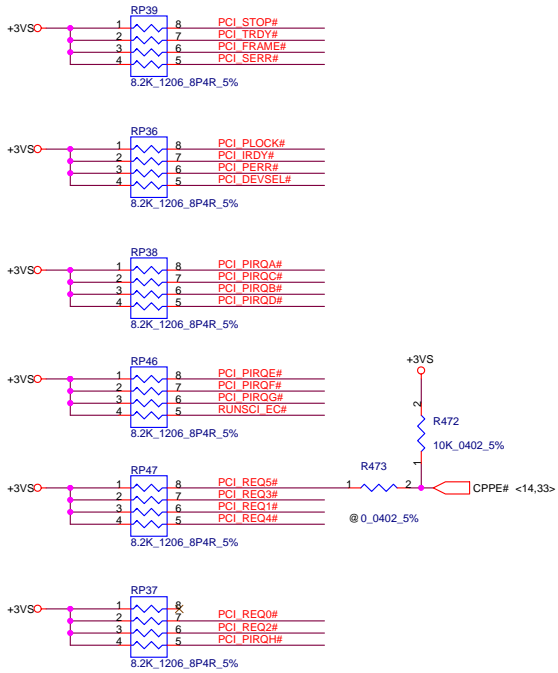 RP39
+3VS
1 8 PCI_STOP#
2 7 PCI_TRDY#
3 6 PCI_FRAME#
4 5 PCI_SERR#
8.2K_1206_8P4R_5%
RP36
+3VS
1 8 PCI_PLOCK#
2 7 PCI_IRDY#
3 6 PCI_PERR#
4 5 PCI_DEVSEL#
8.2K_1206_8P4R_5%
RP38
+3VS
1 8 PCI_PIRQA#
2 7 PCI_PIRQC#
3 6 PCI_PIRQB#
4 5 PCI_PIRQD#
8.2K_1206_8P4R_5%
RP46
+3VS
1 8 PCI_PIRQE#
2 7 PCI_PIRQF#
3 6 PCI_PIRQG#
4 5 RUNSCI_EC#
8.2K_1206_8P4R_5%
+3VS
2
R472
10K_0402_5%
1
RP47
+3VS
1 8 PCI_REQ5#
2 7 PCI_REQ3#
3 6 PCI_REQ1#
4 5 PCI_REQ4#
8.2K_1206_8P4R_5%
R473
1 2
CPPE# <14,33>
@0_0402_5%
RP37
+3VS
1 8
2 7 PCI_REQ0#
3 6 PCI_REQ2#
4 5 PCI_PIRQH#
8.2K_1206_8P4R_5%